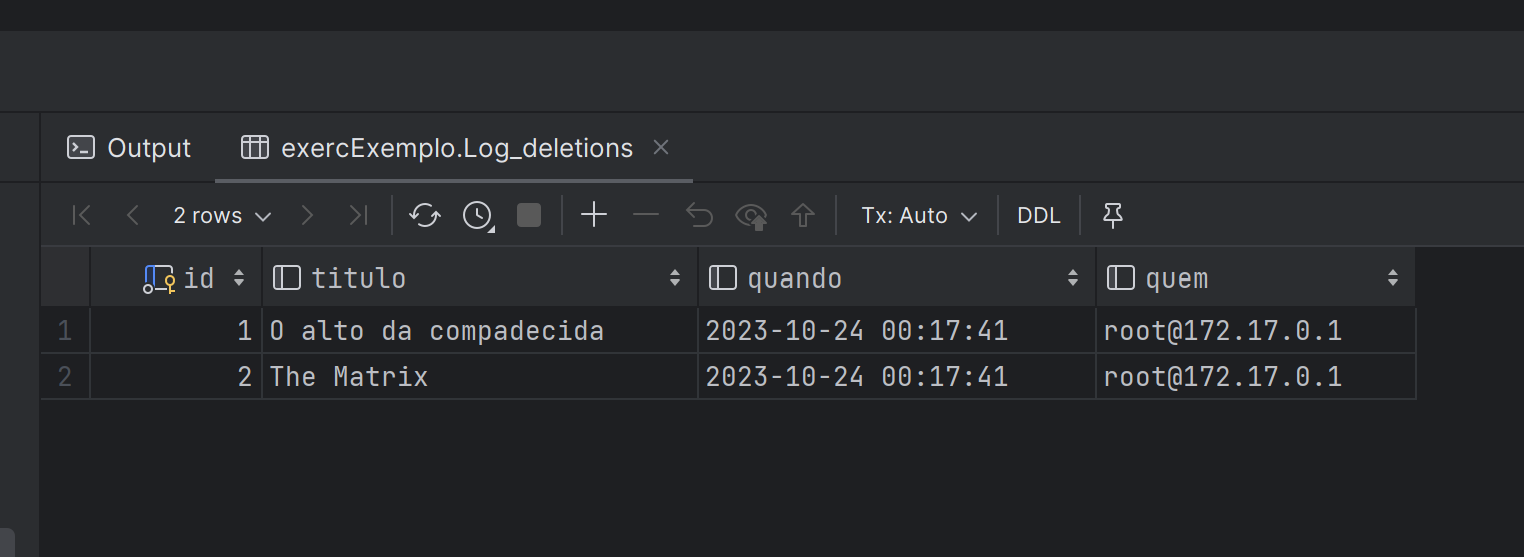 Output exercExemplo.Log_deletions
2 rows Tx: Auto DDL
id titulo quando quem
1 1 O alto da compadecida 2023-10-24 00:17:41 root@172.17.0.1
2 2 The Matrix 2023-10-24 00:17:41 root@172.17.0.1